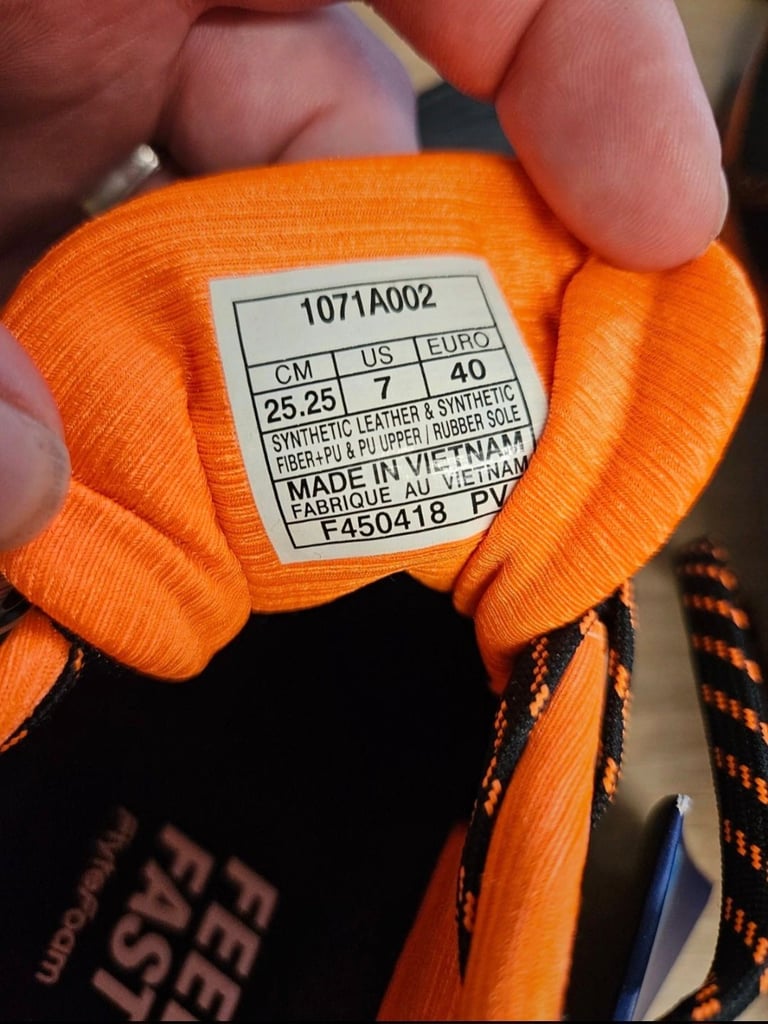 1071A002
CM US EURO
25.25 7 40
SYNTHETIC LEATHER & SYNTHETIC
FIBER+PU & PU UPPER / RUBBER SOLE
MADE IN VIETNAM
FABRIQUE AU VIETNAM
F450418 PV
FEEL
FAST
FlyteFoam